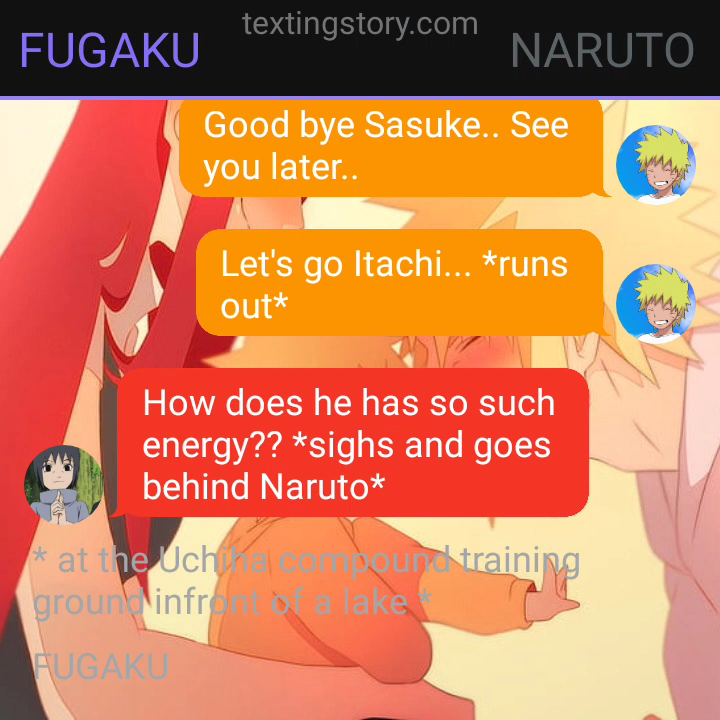 textingstory.com
FUGAKU
NARUTO
Good bye Sasuke.. See
you later..
Let's go Itachi... *runs
out*
How does he has so such
energy?? *sighs and goes
behind Naruto*
* at the Uchiha compound training
ground infront of a lake *
FUGAKU